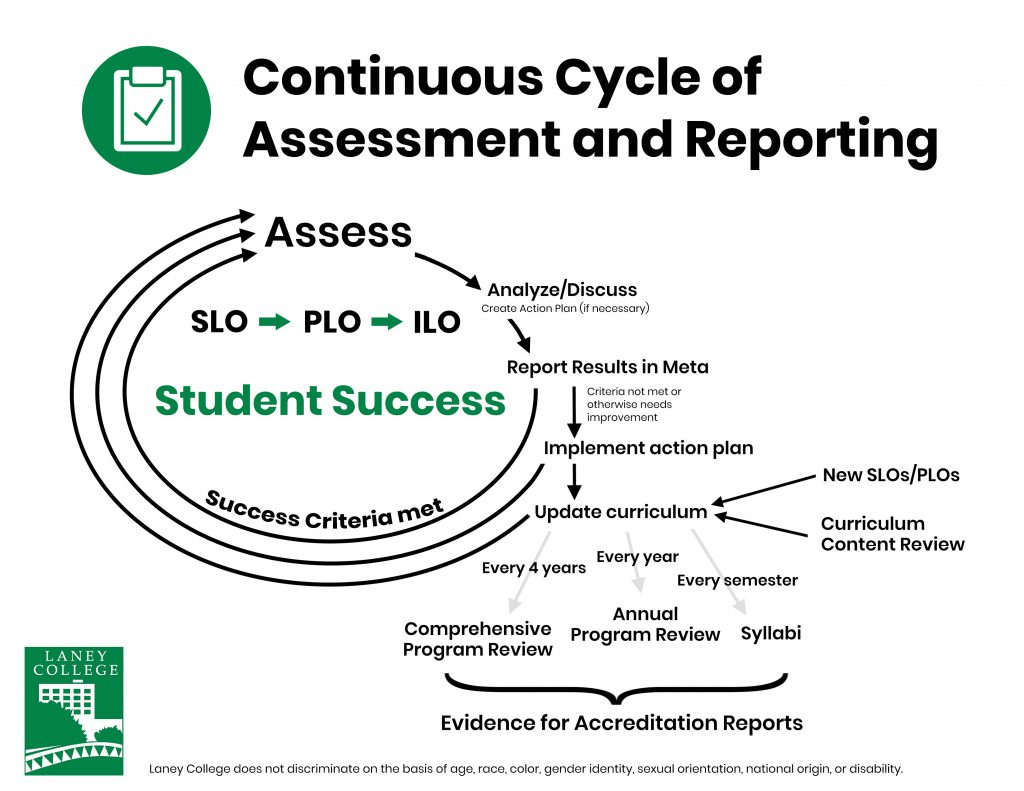 Continuous Cycle of
Assessment and Reporting
Assess
Analyze/Discuss
Create Action Plan (if necessary)
SLO PLO ILO
Report Results in Meta
Student Success
Criteria not met or
otherwise needs
improvement
Implement action plan
New SLOs/PLOs
Success Criteria met
Update curriculum
Curriculum
Content Review
Every 4 years
Every year
Every semester
Comprehensive
Program Review
Annual
Program Review
Syllabi
LANEY
COLLEGE
Evidence for Accreditation Reports
Laney College does not discriminate on the basis of age, race, color, gender identity, sexual orientation, national origin, or disability.